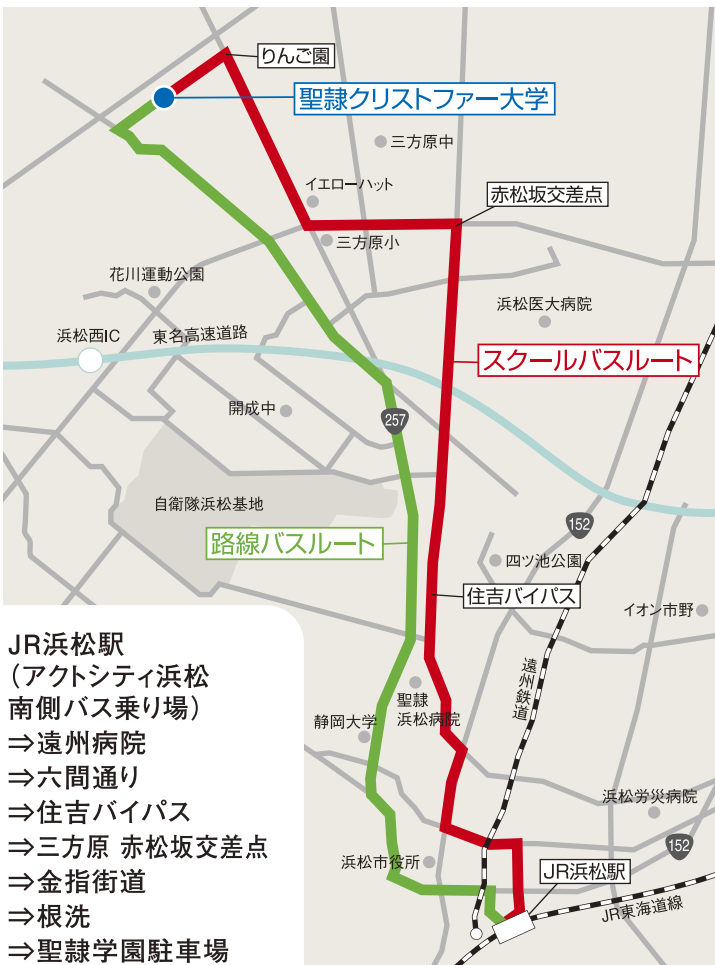 りんご園
聖隷クリストファー大学
三方原中
イエローハット
赤松坂交差点
三方原小
花川運動公園
浜松医大病院
浜松西IC
東名高速道路
スクールバスルート
開成中
257
自衛隊浜松基地
152
路線バスルート
四ツ池公園
住吉バイパス
イオン市野
遠州鉄道
聖隷
浜松病院
静岡大学
浜松労災病院
152
浜松市役所
JR浜松駅
JR東海道線
JR浜松駅
(アクトシティ浜松
南側バス乗り場)
⇒遠州病院
⇒六間通り
⇒住吉バイパス
⇒三方原 赤松坂交差点
⇒金指街道
⇒根洗
⇒聖隷学園駐車場